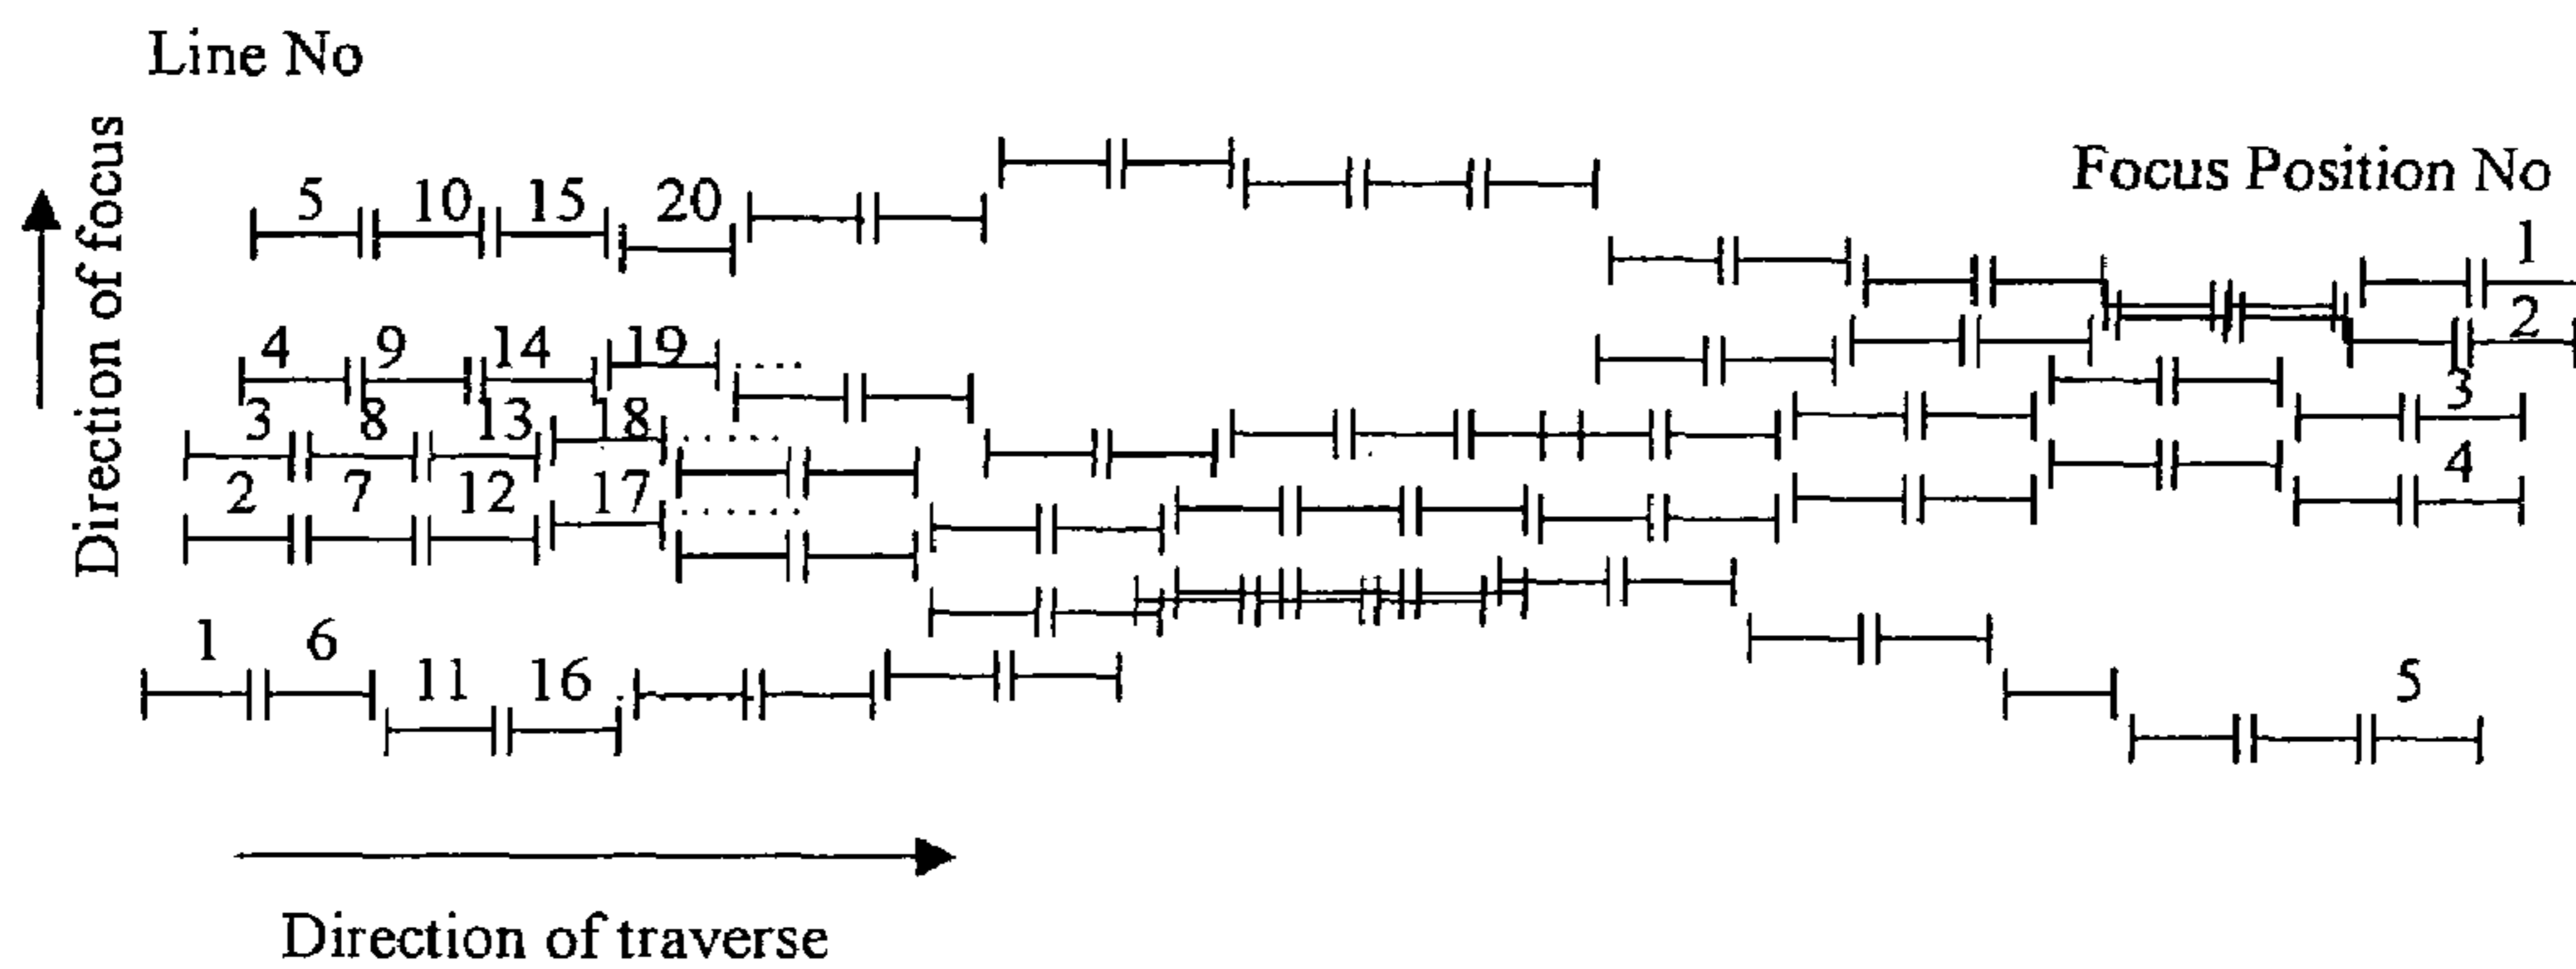 Line No
Direction of focus
Focus Position No
5 10 15 20
1
4 9 14 19
2
3 8 13 18
3
2 7 12 17
4
1 6
11 16
5
Direction of traverse